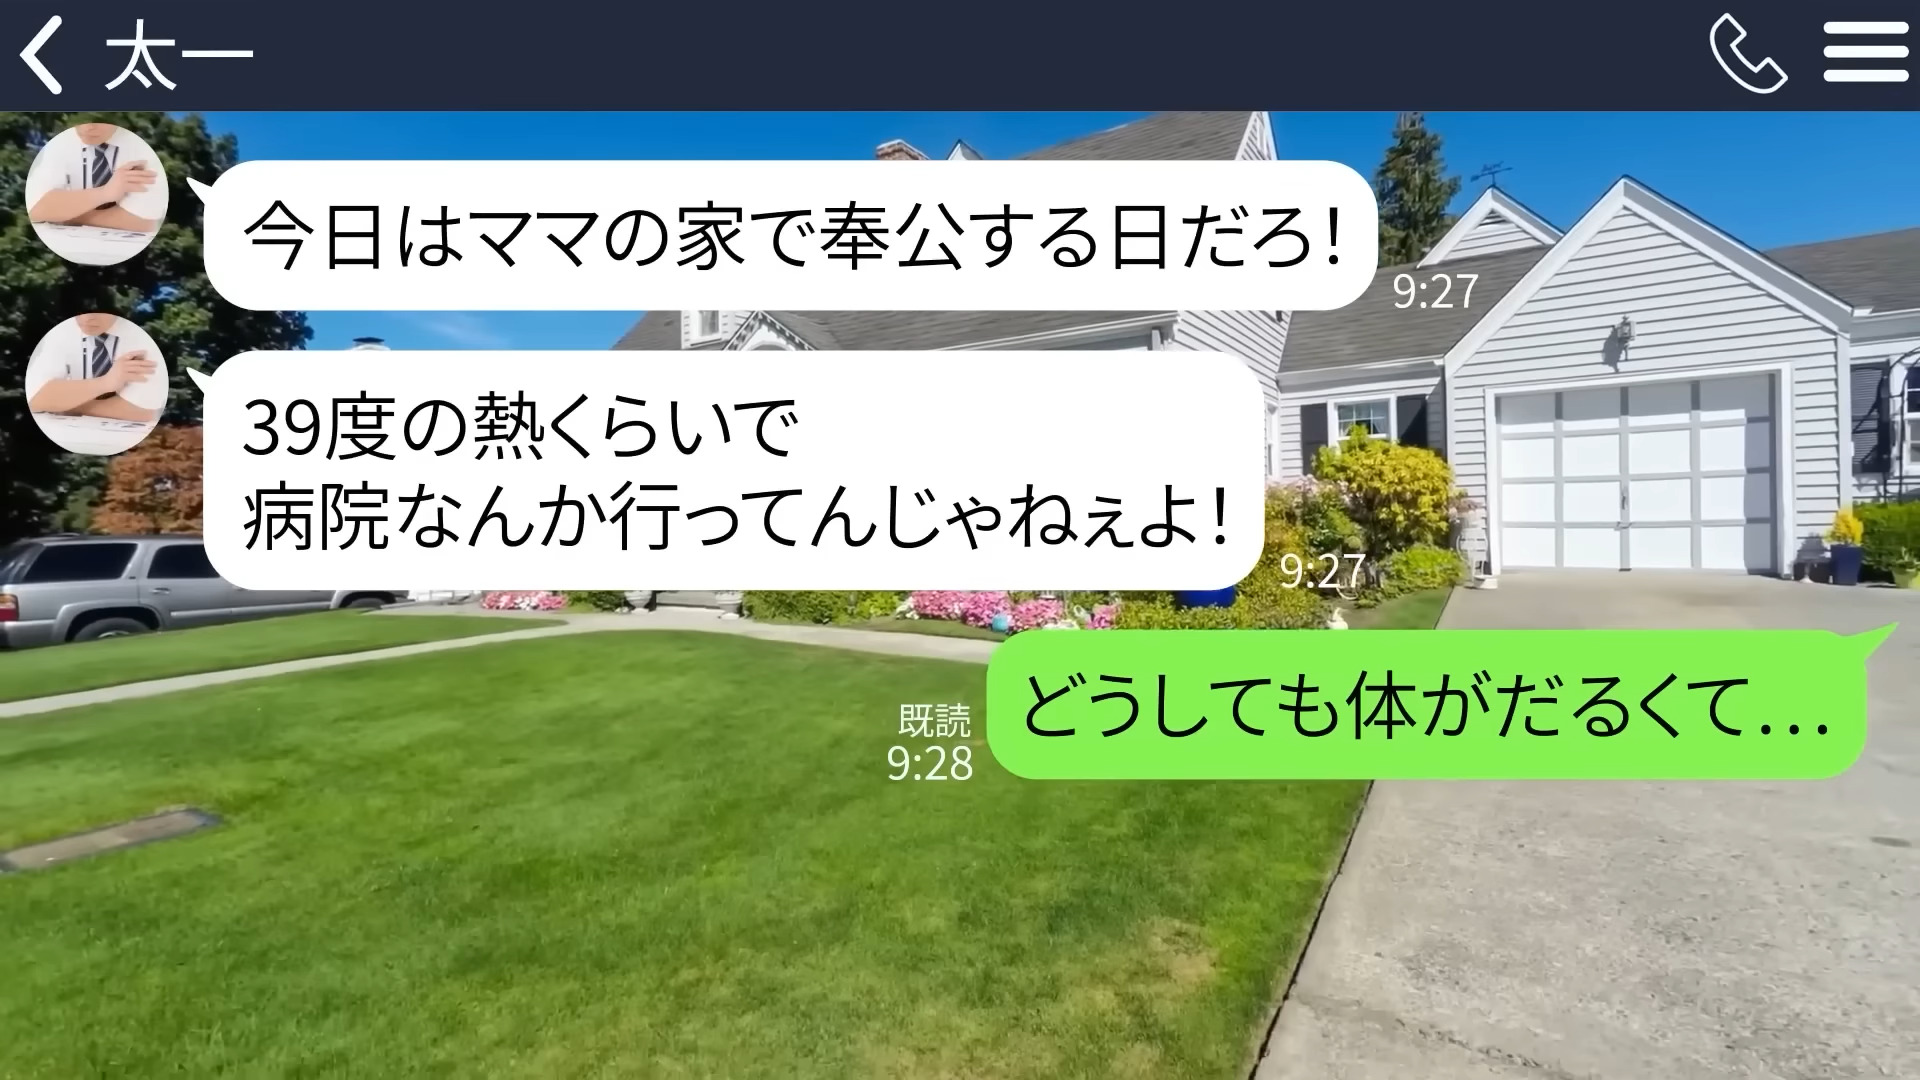 太一
今日はママの家で奉公する日だろ！
9:27
39度の熱くらいで
病院なんか行ってんじゃねぇよ！
9:27
どうしても体がだるくて…
既読
9:28